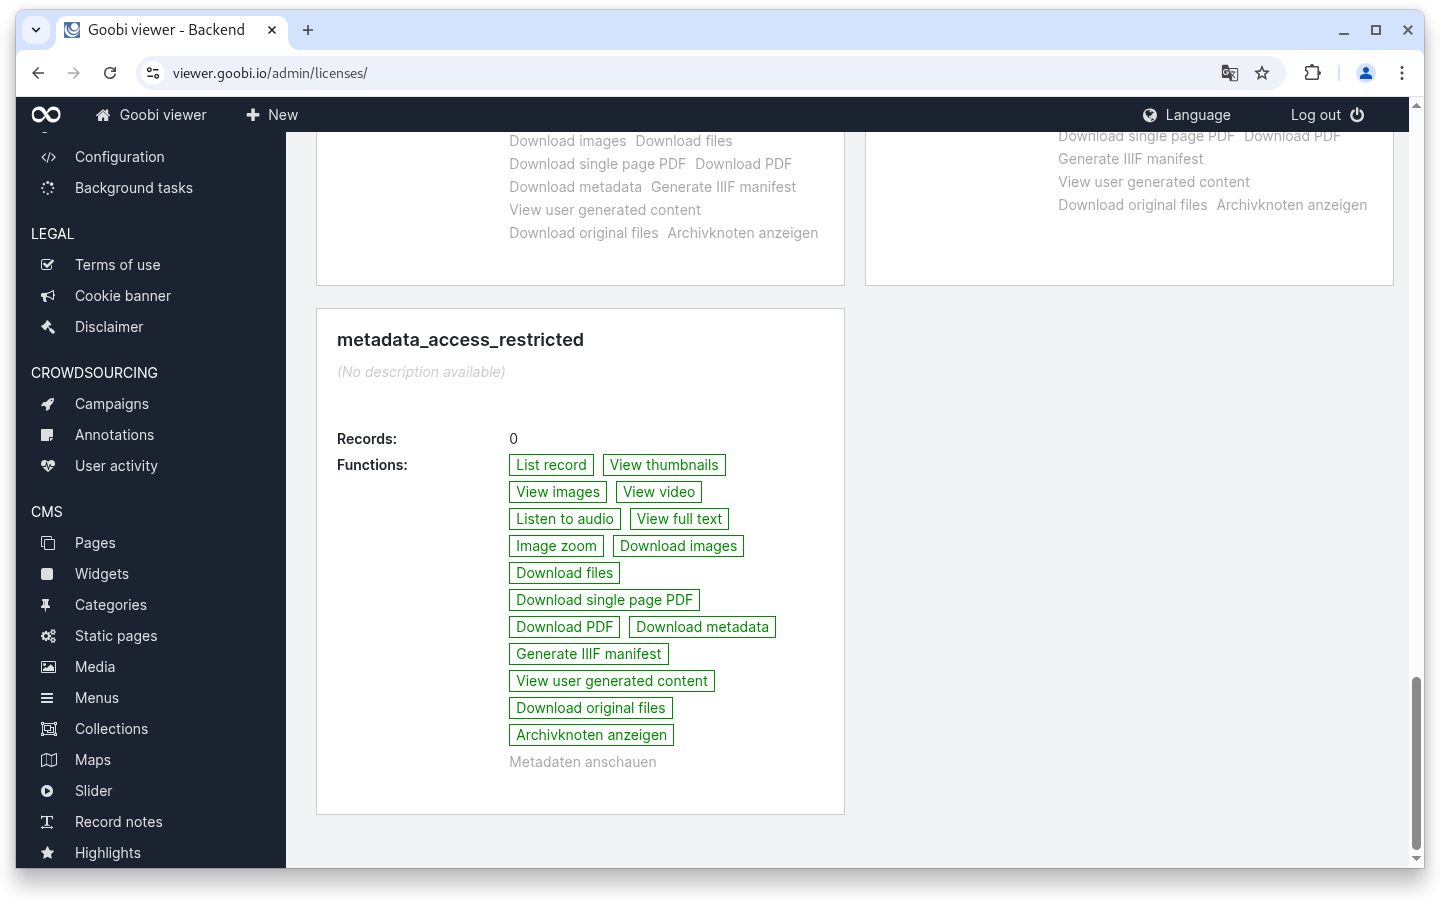 Goobi viewer - Backend
viewer.goobi.io/admin/licenses/
Goobi viewer New Language Log out
Configuration
Background tasks
LEGAL
Terms of use
Cookie banner
Disclaimer
CROWDSOURCING
Campaigns
Annotations
User activity
CMS
Pages
Widgets
Categories
Static pages
Media
Menus
Collections
Maps
Slider
Record notes
Highlights
Download images Download files
Download single page PDF Download PDF
Download metadata Generate IIIF manifest
View user generated content
Download original files Archivknoten anzeigen
Download single page PDF Download PDF
Generate IIIF manifest
View user generated content
Download original files Archivknoten anzeigen
metadata_access_restricted
(No description available)
Records: 0
Functions: List record View thumbnails
View images View video
Listen to audio View full text
Image zoom Download images
Download files
Download single page PDF
Download PDF Download metadata
Generate IIIF manifest
View user generated content
Download original files
Archivknoten anzeigen
Metadaten anschauen